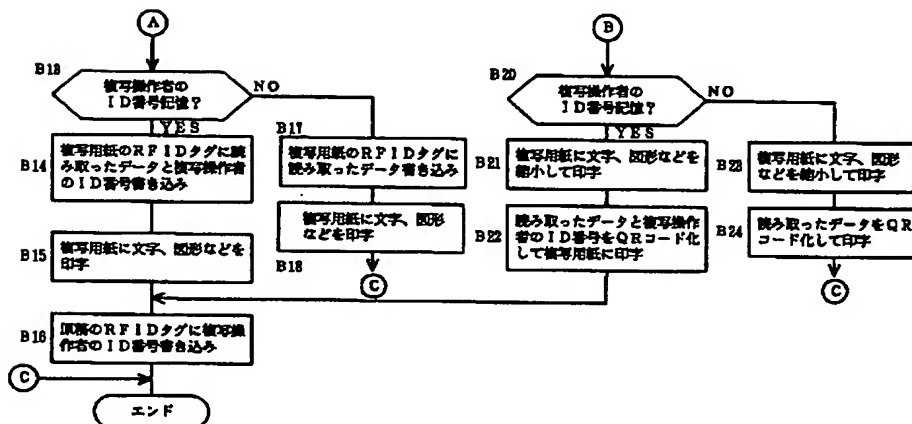 A
B13
複写操作者の
ID番号記憶?
NO
YES
B14
複写用紙のRFIDタグに読
み取ったデータと複写操作者
のID番号書き込み
B15
複写用紙に文字、図形などを
印字
B16
原稿のRFIDタグに複写操
作者のID番号書き込み
C
エンド
B17
複写用紙のRFIDタグに
読み取ったデータ書き込み
複写用紙に文字、図形
などを印字
B18
C
B
B20
複写操作者の
ID番号記憶?
NO
YES
B21
複写用紙に文字、図形などを
縮小して印字
B22
読み取ったデータと複写操作
者のID番号をQRコード化
して複写用紙に印字
B23
複写用紙に文字、図形
などを縮小して印字
B24
読み取ったデータをQR
コード化して印字
C